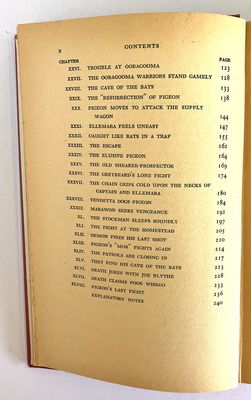 x CONTENTS
CHAPTER PAGE
XXVI. TROUBLE AT OOBAGOOMA 123
XXVII. THE OOBAGOOMA WARRIORS STAND GAMELY 128
XXVIII. THE CAVE OF THE BATS 133
XXIX. THE "RESURRECTION" OF PIGEON 138
XXX. PIGEON MOVES TO ATTACK THE SUPPLY
WAGON 144
XXXI. ELLEMARA FEELS UNEASY 147
XXXII. CAUGHT LIKE RATS IN A TRAP 155
XXXIII. THE ESCAPE 162
XXXIV. THE ELUSIVE PIGEON 164
XXXV. THE OLD SHEARER-PROSPECTOR 169
XXXVI. THE GREYBEARD'S LONE FIGHT 174
XXXVII. THE CHAIN GRIPS COLD UPON THE NECKS OF
CAPTAIN AND ELLEMARA 180
XXXVIII. VENDETTA DOGS PIGEON 184
XXXIX. MARAWON SEEKS VENGEANCE 191
XL. THE STOCKMAN SLEEPS SOUNDLY 197
XLI. THE FIGHT AT THE HOMESTEAD 205
XLII. DEMON FIRES HIS LAST SHOT 210
XLIII. PIGEON'S "MOB" FIGHTS AGAIN 214
XLIV. THE PATROLS ARE CLOSING IN 217
XLV. THEY FIND HIS CAVE OF THE BATS 223
XLVI. DEATH JOKES WITH JOE BLYTHE 228
XLVII. DEATH CLAIMS POOR WIREGO 233
XLVIII. PIGEON'S LAST FIGHT 236
EXPLANATORY NOTES 240